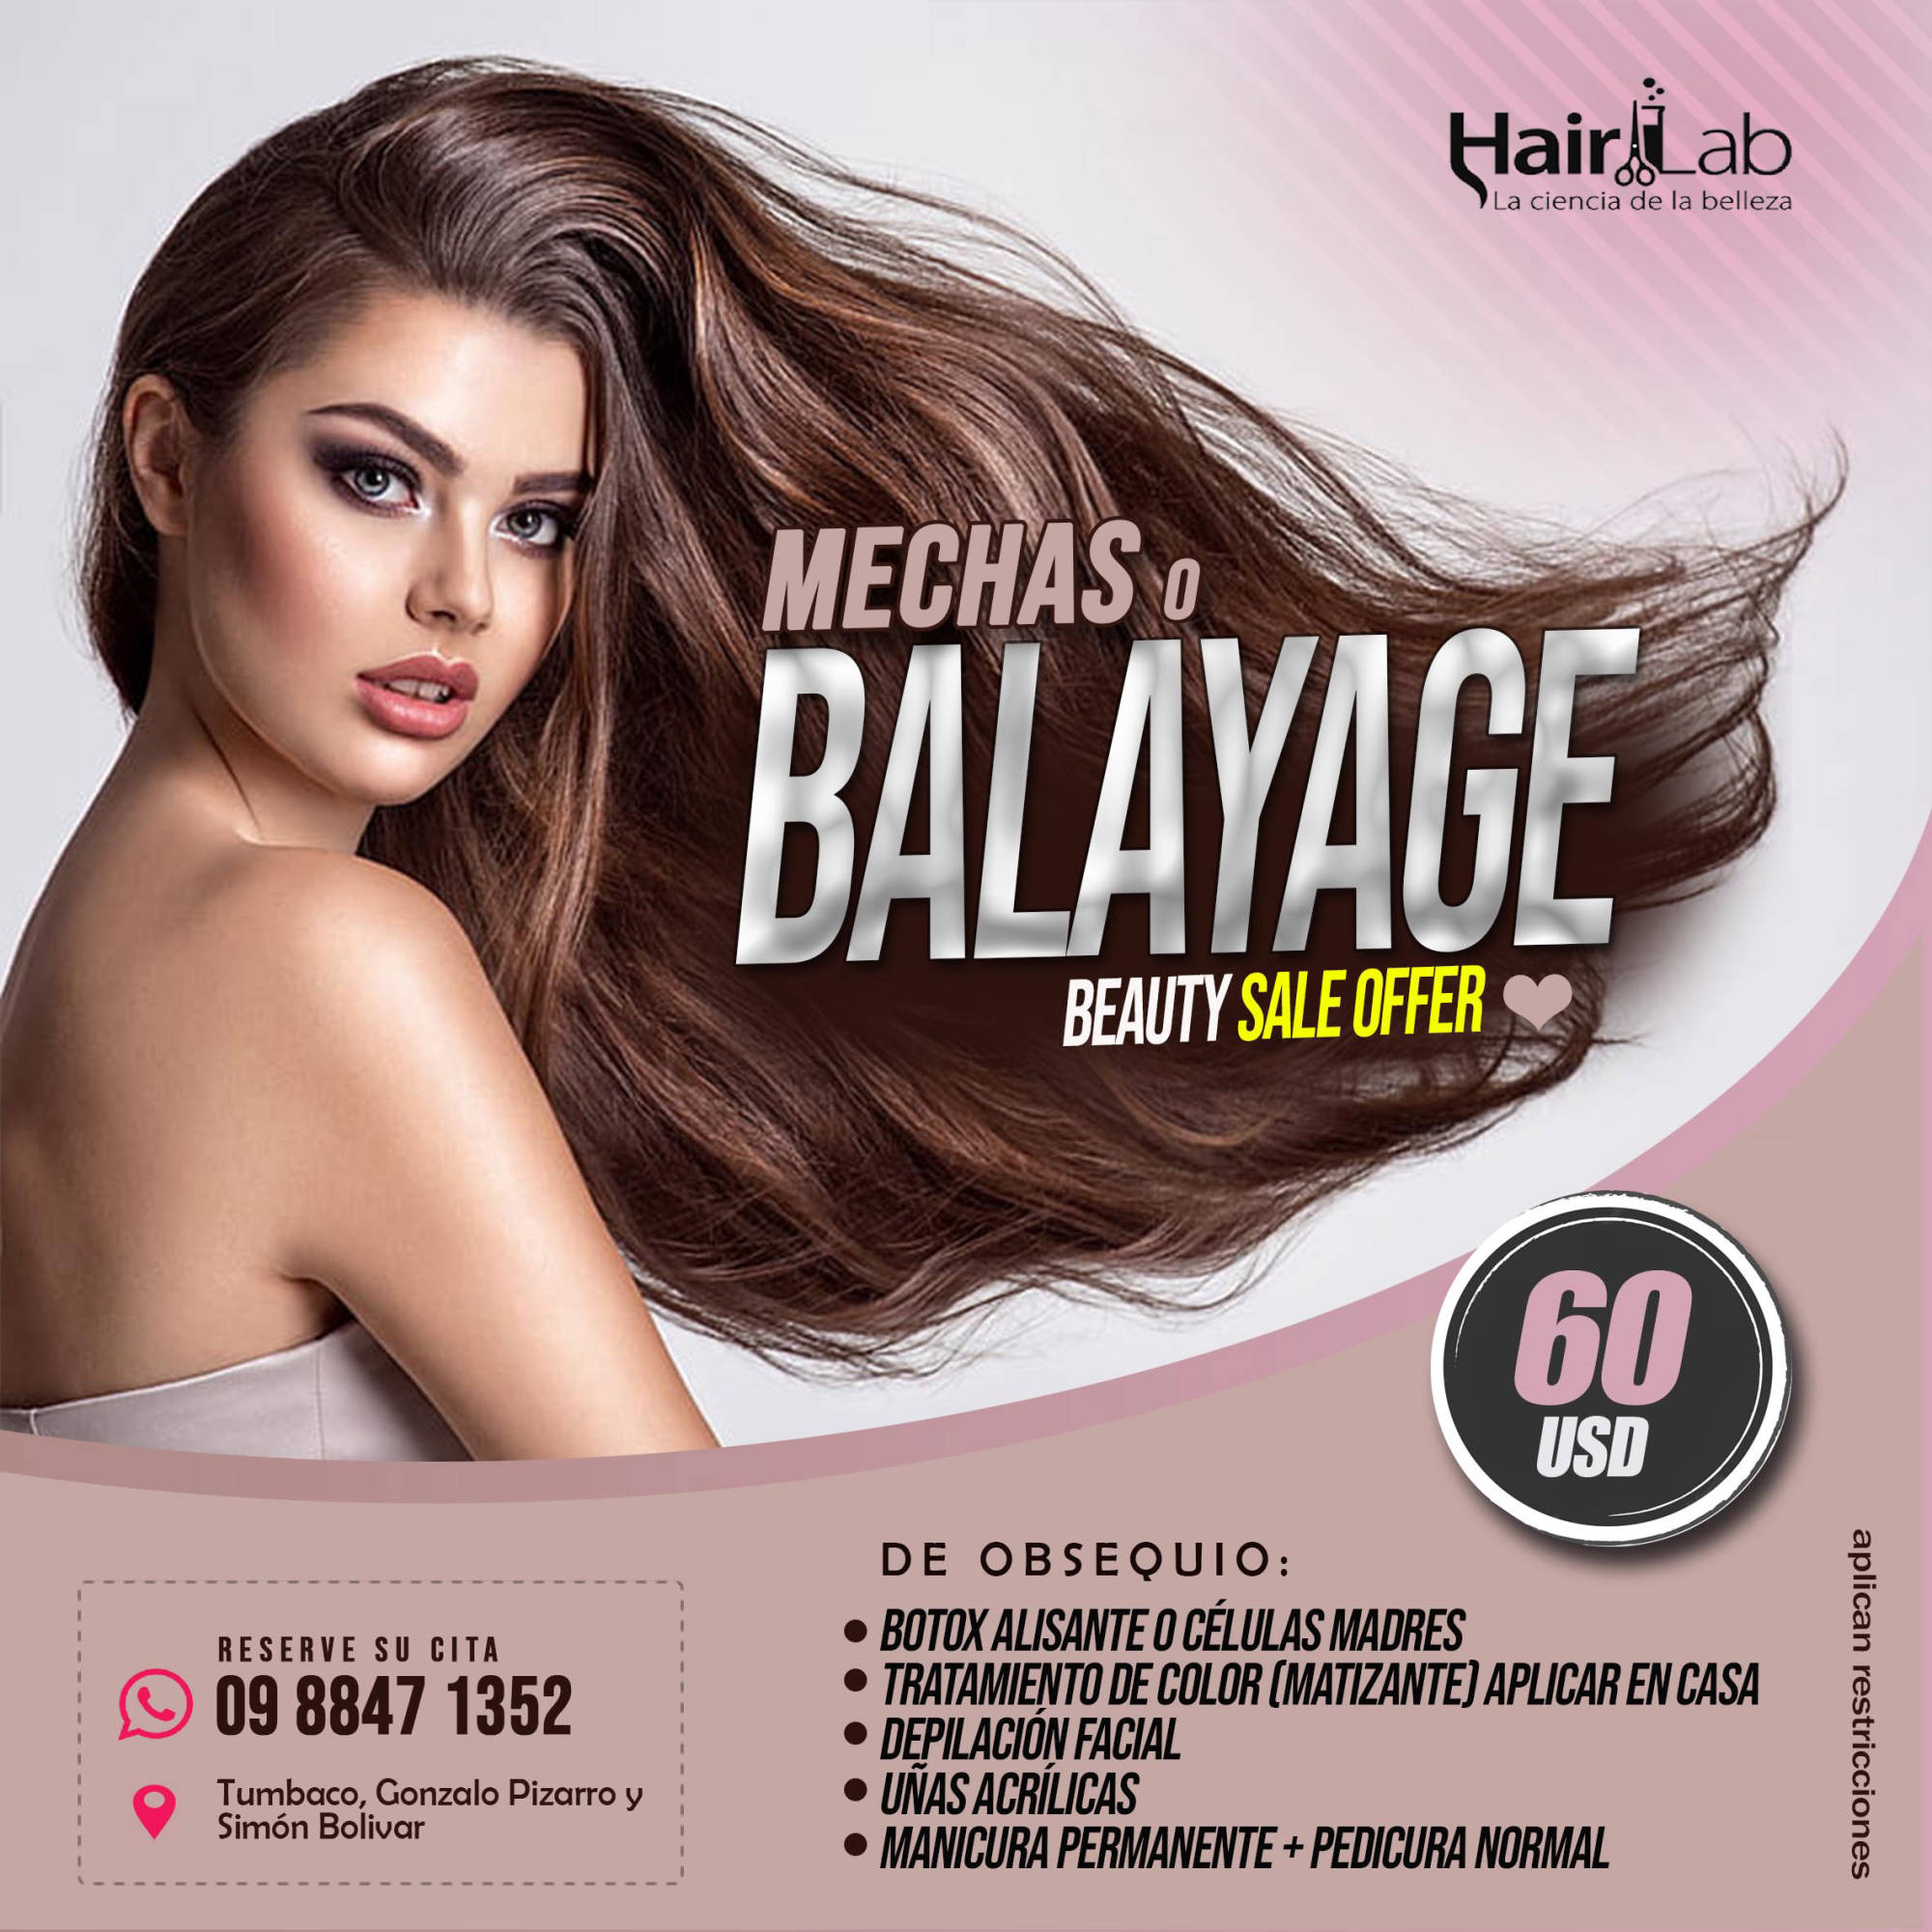 Hair Lab
La ciencia de la belleza
MECHAS O
BALAYAGE
BEAUTY SALE OFFER
60
USD
DE OBSEQUIO:
• BOTOX ALISANTE O CÉLULAS MADRES
• TRATAMIENTO DE COLOR (MATIZANTE) APLICAR EN CASA
• DEPILACIÓN FACIAL
• UÑAS ACRÍLICAS
• MANICURA PERMANENTE + PEDICURA NORMAL
RESERVE SU CITA
09 8847 1352
Tumbaco, Gonzalo Pizarro y
Simón Bolivar
aplican restricciones